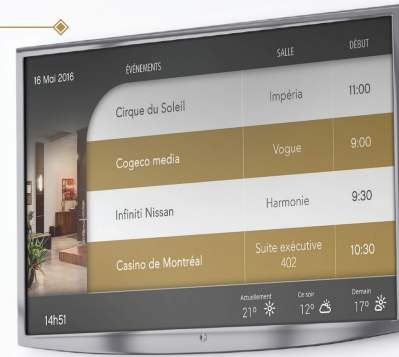 16 Mai 2016
ÉVÉNEMENTS SALLE DÉBUT
Cirque du Soleil Impéria 11:00
Cogeco media Vogue 9:00
Infiniti Nissan Harmonie 9:30
Casino de Montréal Suite exécutive 402 10:30
14h51
Actuellement 21° Ce soir 12° Demain 17°